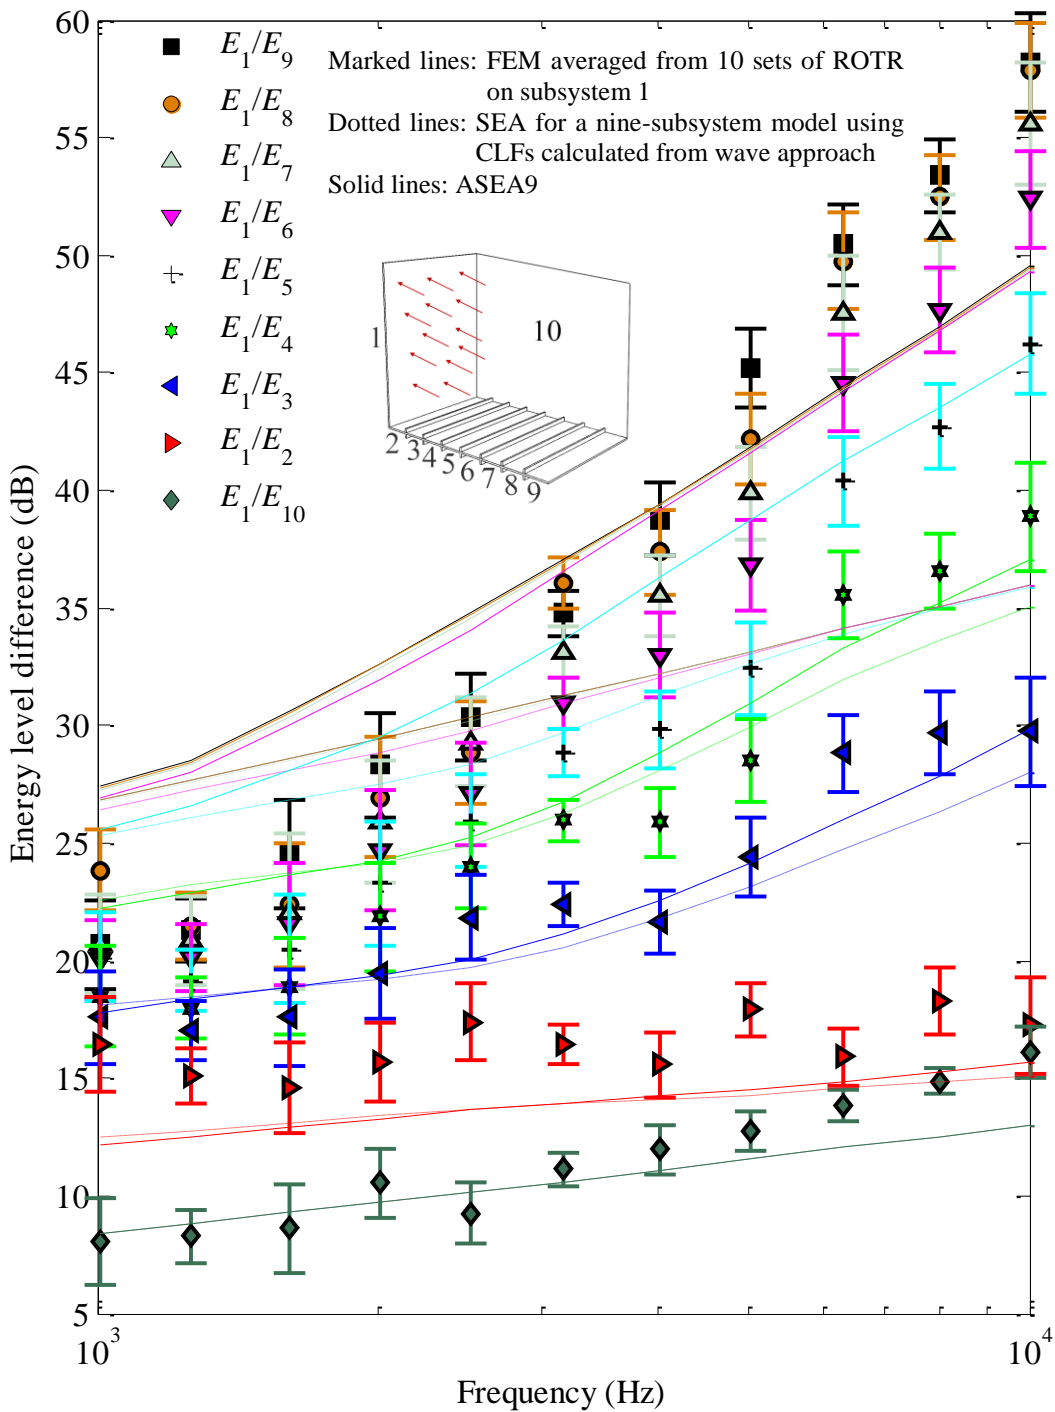 60
55
50
45
40
35
30
25
20
15
10
5
Energy level difference (dB)
E1/E9
E1/E8
E1/E7
E1/E6
E1/E5
E1/E4
E1/E3
E1/E2
E1/E10
Marked lines: FEM averaged from 10 sets of ROTR
on subsystem 1
Dotted lines: SEA for a nine-subsystem model using
CLFs calculated from wave approach
Solid lines: ASEA9
1
10
2 3 4 5 6 7 8 9
10^3
10^4
Frequency (Hz)